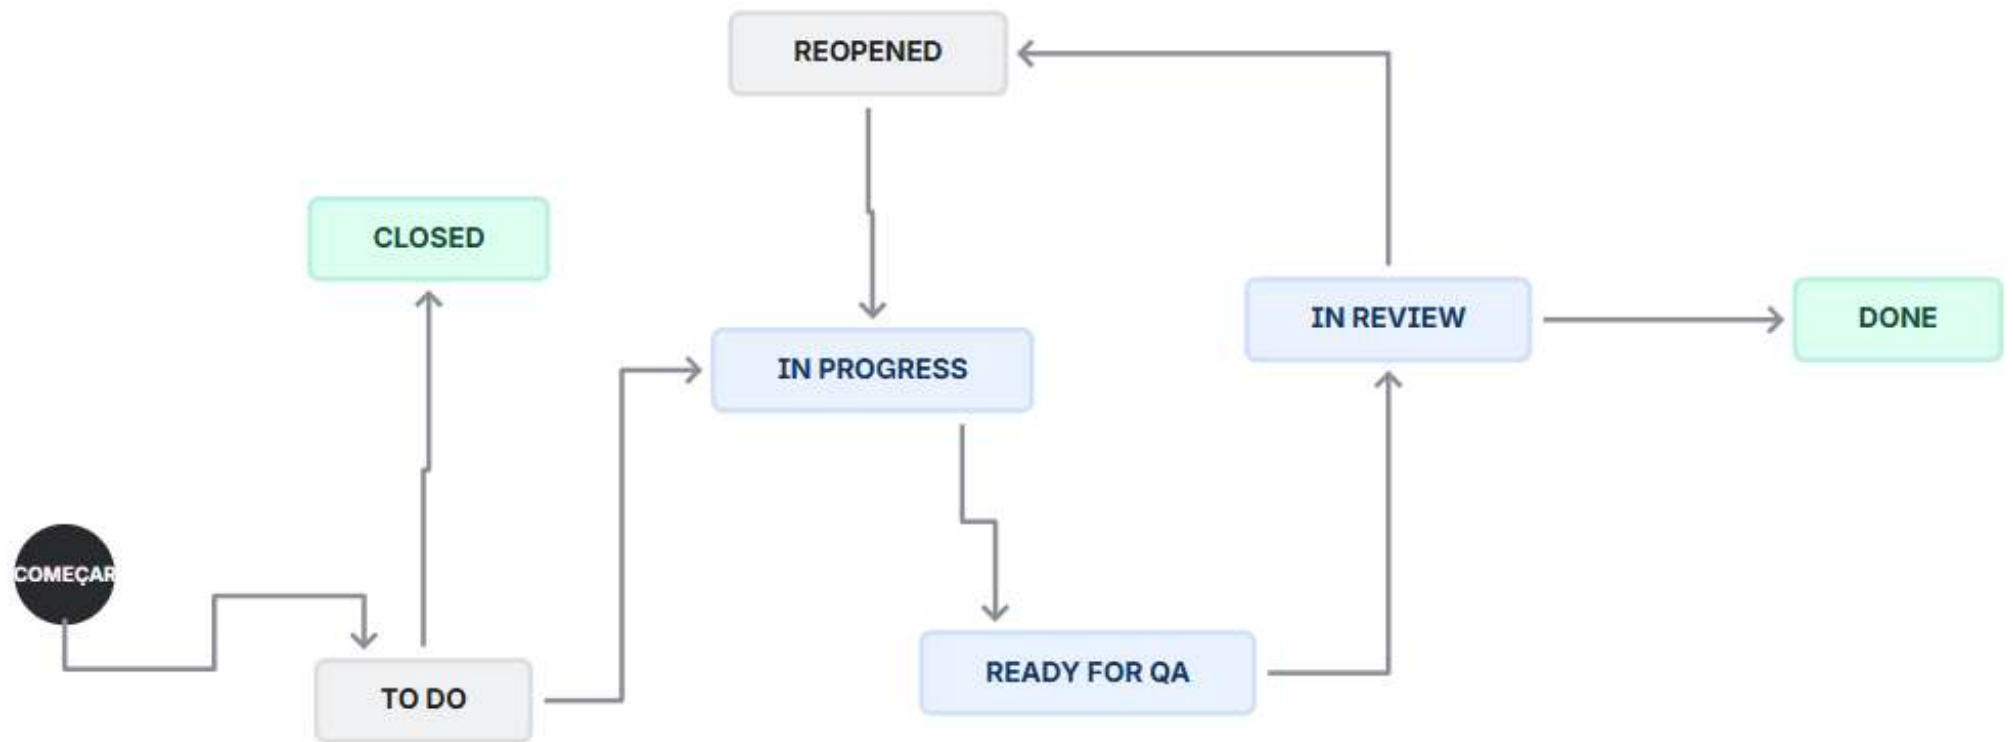 REOPENED
CLOSED
IN REVIEW
DONE
IN PROGRESS
COMEÇAR
READY FOR QA
TO DO